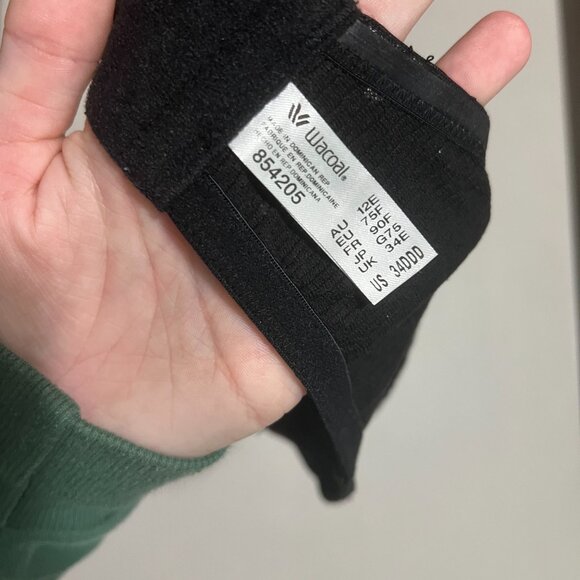 wacoal®
MADE IN DOMINICAN REP
FABRIQUE EN REP DOMINICAINE
HECHO EN REP DOMINICANA
854205
AU 12E
EU 75F
FR 90F
JP G75
UK 34E
US 34DDD